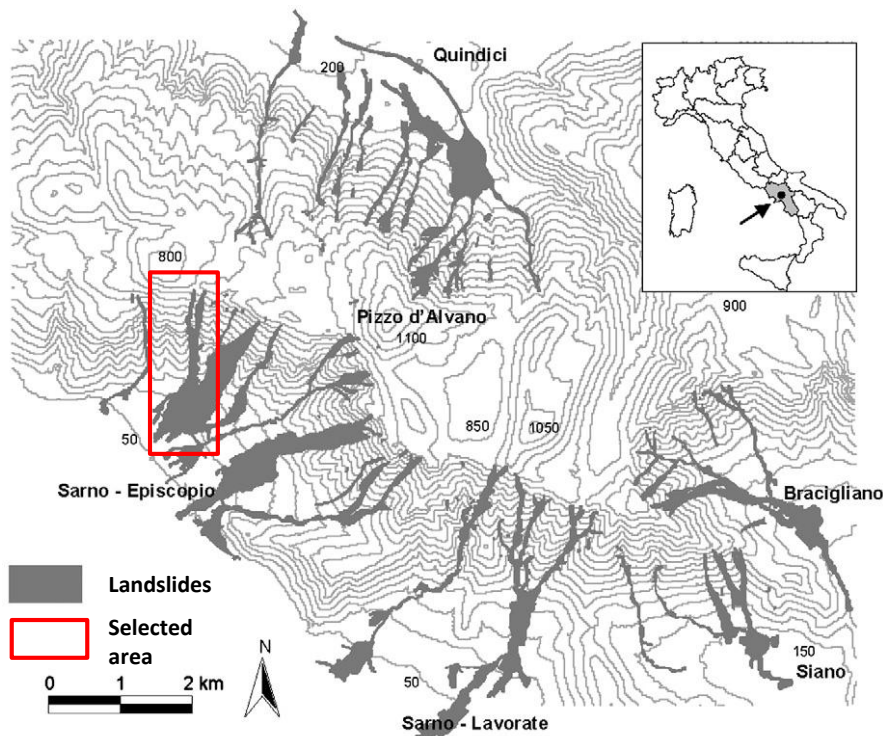 Quindici
200
800
Pizzo d'Alvano
1100
900
50
850
1050
Sarno - Episcopio
Bracigliano
Landslides
Selected
area
N
0 1 2 km
50
150
Siano
Sarno - Lavorate